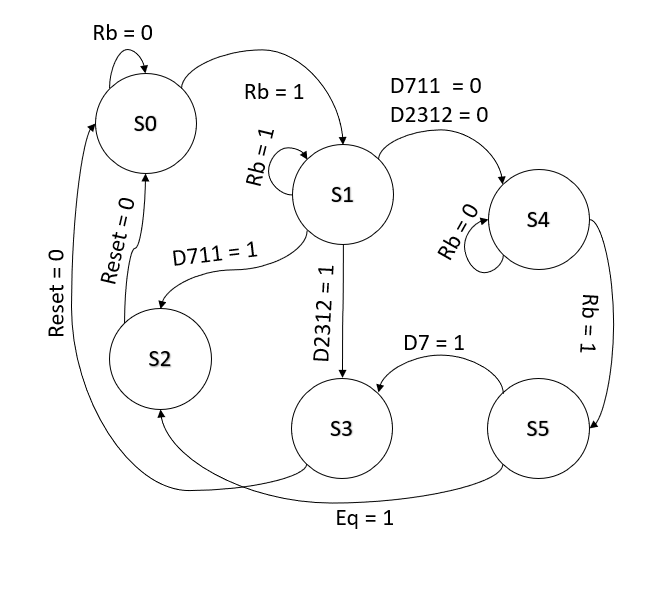 Rb = 0
S0
Rb = 1
D711 = 0
D2312 = 0
Rb = 1
S1
S4
Rb = 0
Reset = 0
D711 = 1
Reset = 0
D2312 = 1
Rb = 1
D7 = 1
S2
S3
S5
Eq = 1